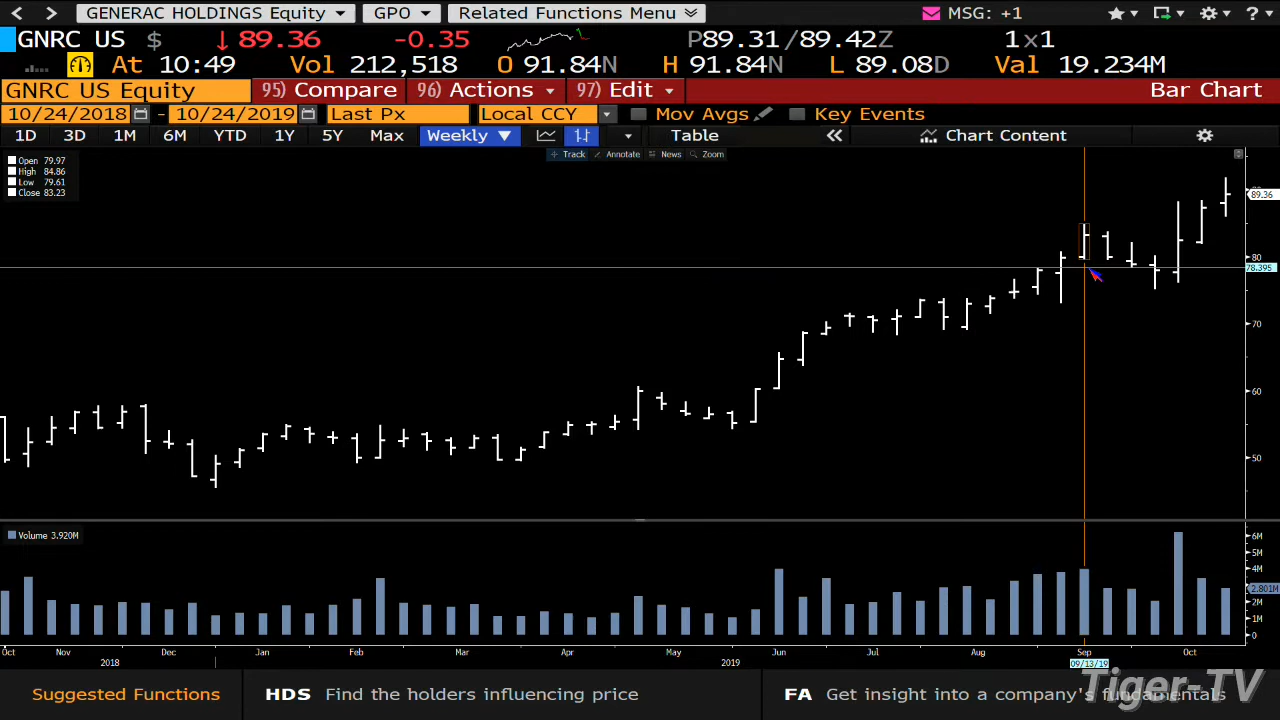 GENERAC HOLDINGS Equity GPO Related Functions Menu MSG: +1 ?
GNRC US $ ↓ 89.36 -0.35 P89.31 /89.42Z 1x1
At 10:49 Vol 212,518 O 91.84N H 91.84N L 89.08D Val 19.234M
GNRC US Equity 95) Compare 96) Actions 97) Edit Bar Chart
10/24/2018 - 10/24/2019 Last Px Local CCY Mov Avgs Key Events
1D 3D 1M 6M YTD 1Y 5Y Max Weekly ▼ Table « Chart Content
Track Annotate News Zoom
Open 79.97
High 84.86
Low 79.61
Close 83.23
89.36
80
78.395
70
60
50
Volume 3.920M
6M
5M
4M
2.801M
2M
1M
0
Oct Nov Dec Jan Feb Mar Apr May Jun Jul Aug Sep Oct
2018 2019 09/13/19
Suggested Functions HDS Find the holders influencing price FA Get insight into a company's fundamentals
Tiger-TV